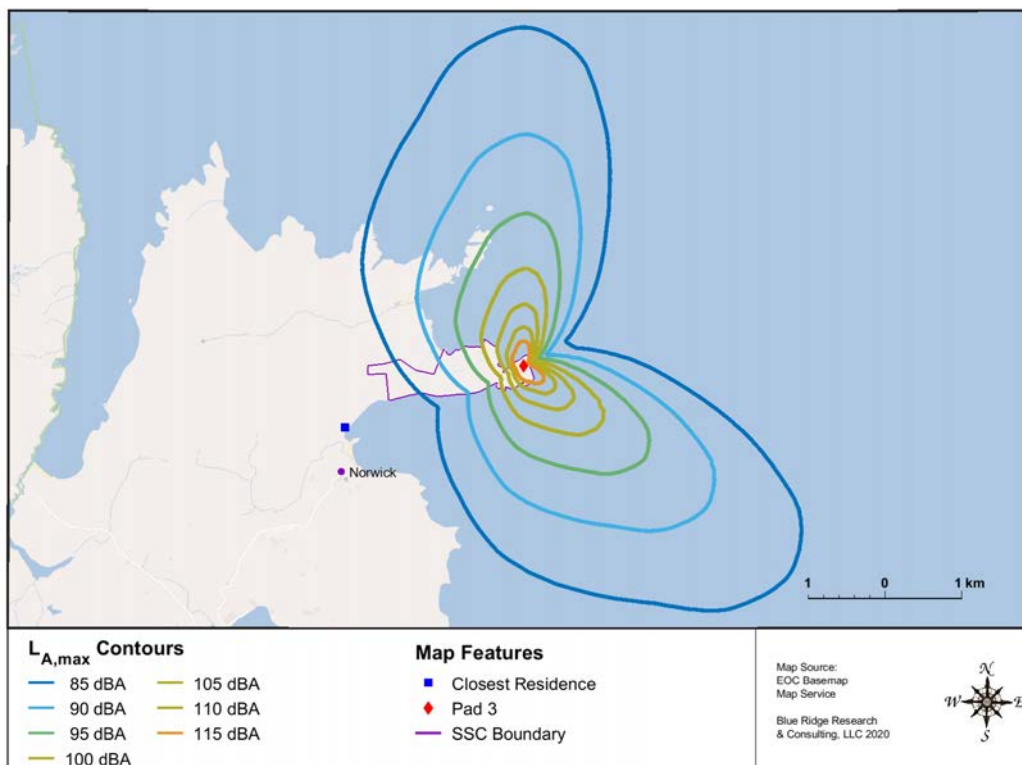 Norwick
1 0 1 km
L A,max Contours
85 dBA
90 dBA
95 dBA
100 dBA
105 dBA
110 dBA
115 dBA
Map Features
Closest Residence
Pad 3
SSC Boundary
Map Source:
EOC Basemap
Map Service
Blue Ridge Research
& Consulting, LLC 2020
N
W E
S